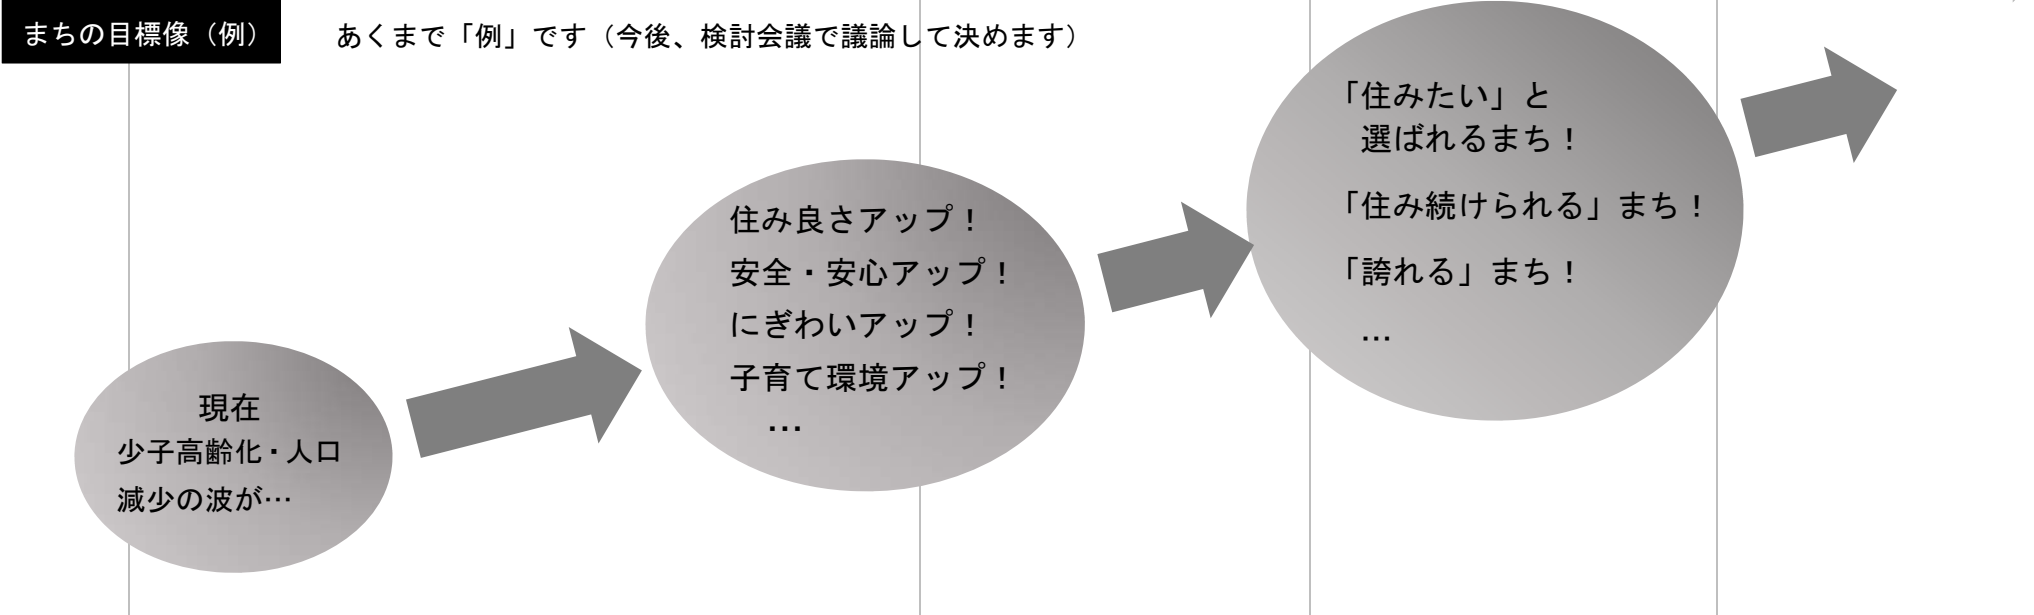 まちの目標像（例）
あくまで「例」です（今後、検討会議で議論して決めます）
現在
少子高齢化・人口
減少の波が…
住み良さアップ！
安全・安心アップ！
にぎわいアップ！
子育て環境アップ！
…
「住みたい」と
選ばれるまち！
「住み続けられる」まち！
「誇れる」まち！
…